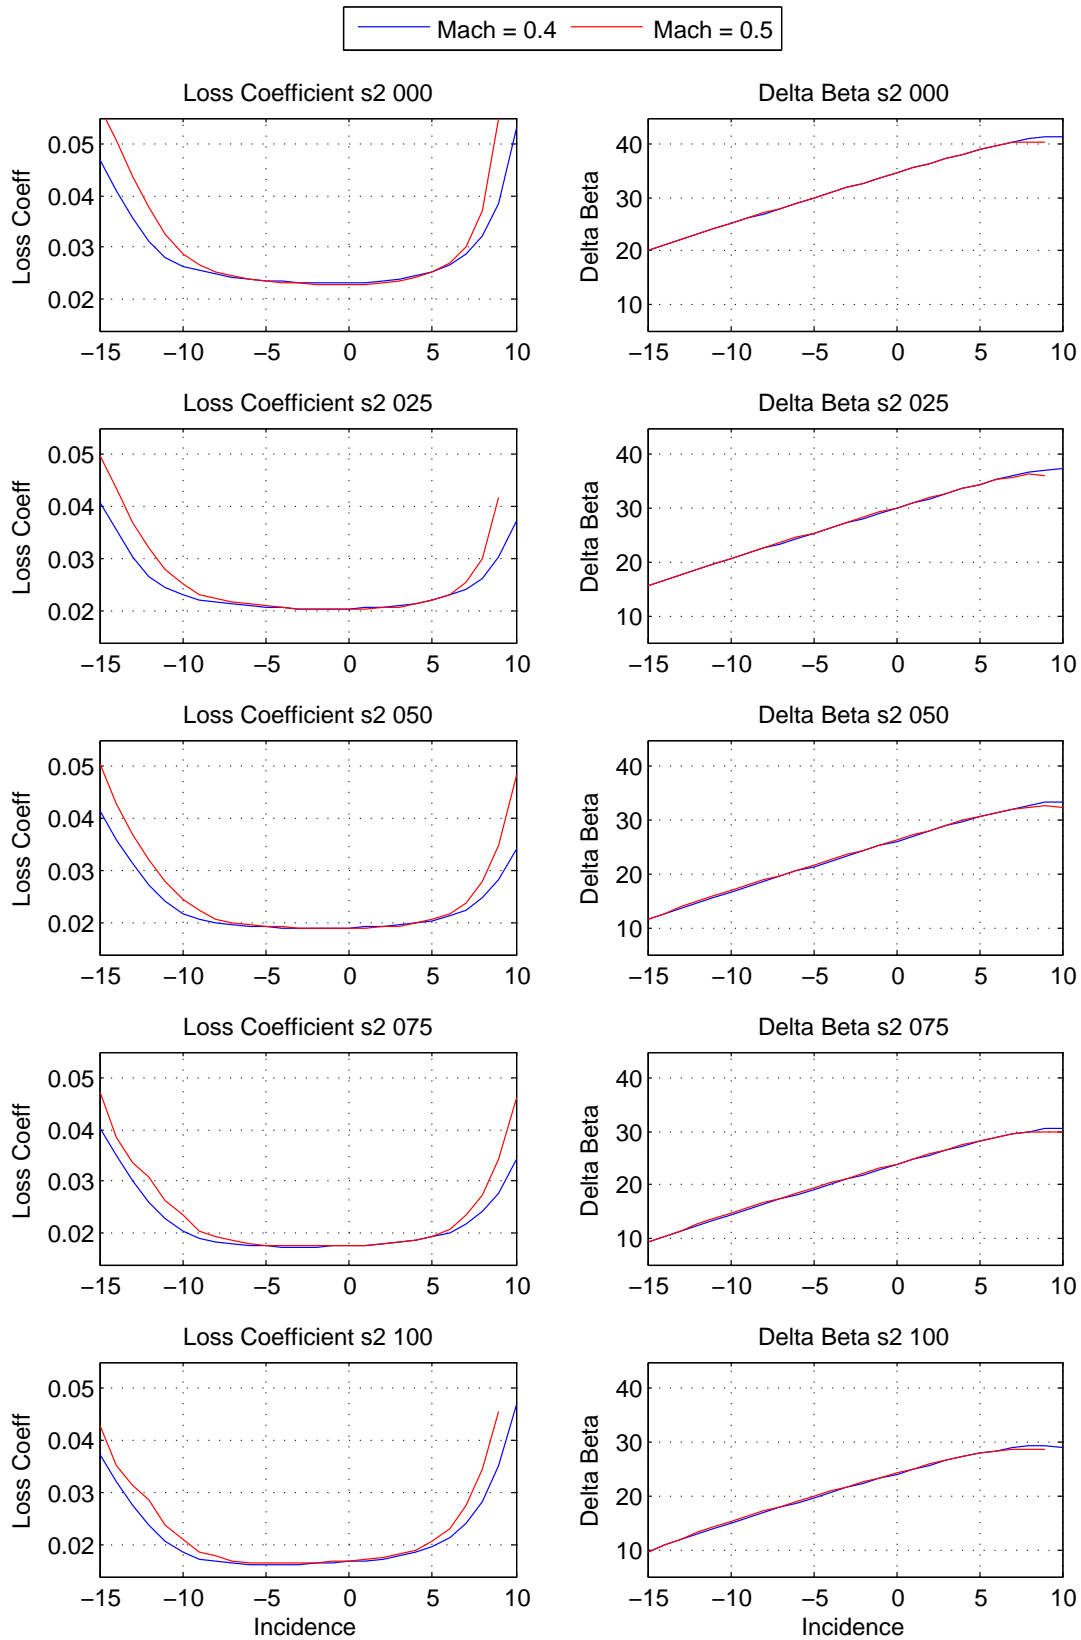 Mach = 0.4 Mach = 0.5
Loss Coefficient s2 000
Loss Coeff
0.05
0.04
0.03
0.02
−15 −10 −5 0 5 10
Delta Beta s2 000
Delta Beta
40
30
20
10
−15 −10 −5 0 5 10
Loss Coefficient s2 025
Loss Coeff
0.05
0.04
0.03
0.02
−15 −10 −5 0 5 10
Delta Beta s2 025
Delta Beta
40
30
20
10
−15 −10 −5 0 5 10
Loss Coefficient s2 050
Loss Coeff
0.05
0.04
0.03
0.02
−15 −10 −5 0 5 10
Delta Beta s2 050
Delta Beta
40
30
20
10
−15 −10 −5 0 5 10
Loss Coefficient s2 075
Loss Coeff
0.05
0.04
0.03
0.02
−15 −10 −5 0 5 10
Delta Beta s2 075
Delta Beta
40
30
20
10
−15 −10 −5 0 5 10
Loss Coefficient s2 100
Loss Coeff
0.05
0.04
0.03
0.02
−15 −10 −5 0 5 10
Incidence
Delta Beta s2 100
Delta Beta
40
30
20
10
−15 −10 −5 0 5 10
Incidence